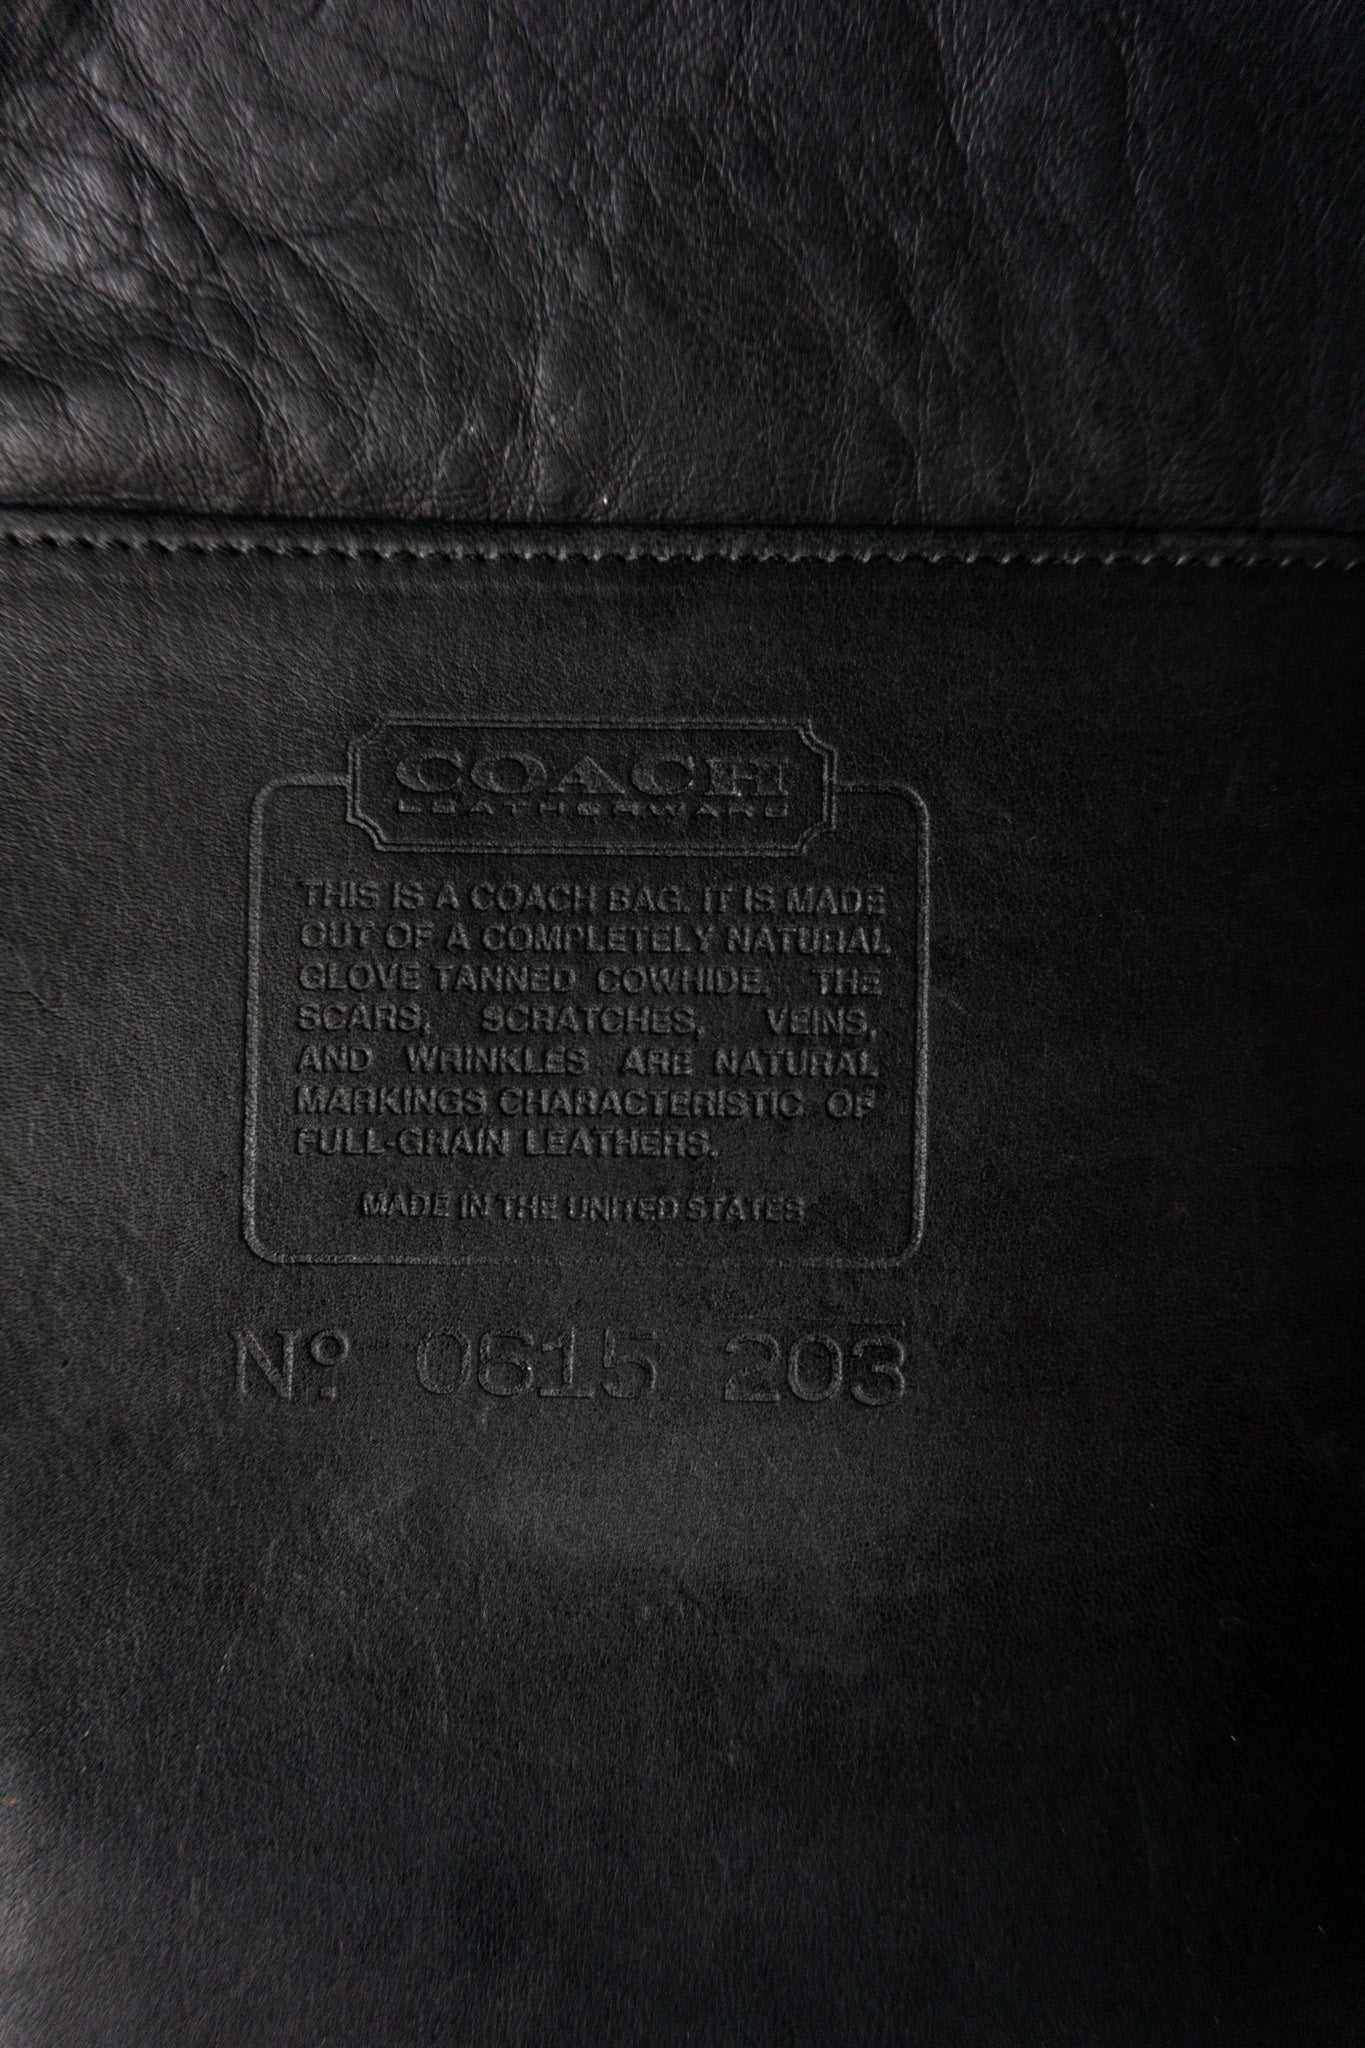 COACH
LEATHERWARE
THIS IS A COACH BAG. IT IS MADE
OUT OF A COMPLETELY NATURAL
GLOVE TANNED COWHIDE. THE
SCARS, SCRATCHES, VEINS,
AND WRINKLES ARE NATURAL
MARKINGS CHARACTERISTIC OF
FULL-GRAIN LEATHERS.
MADE IN THE UNITED STATES
Nº. 0615 203